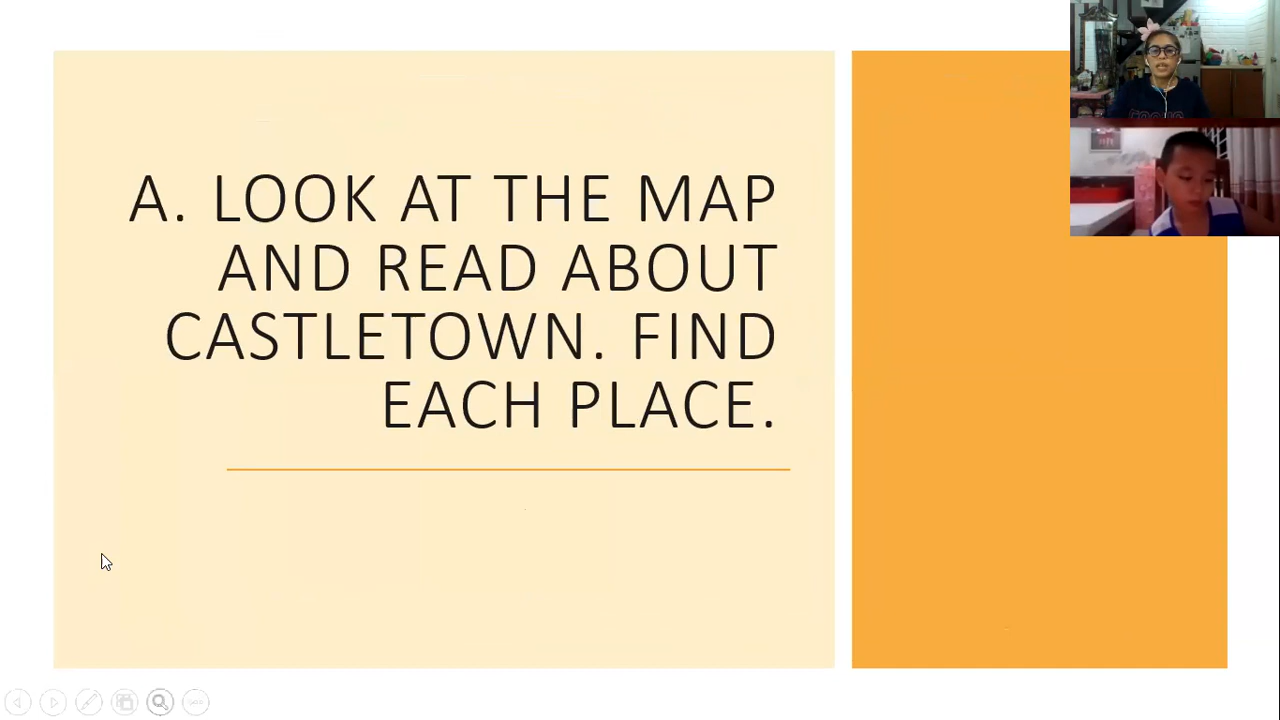 A. LOOK AT THE MAP
AND READ ABOUT
CASTLETOWN. FIND
EACH PLACE.